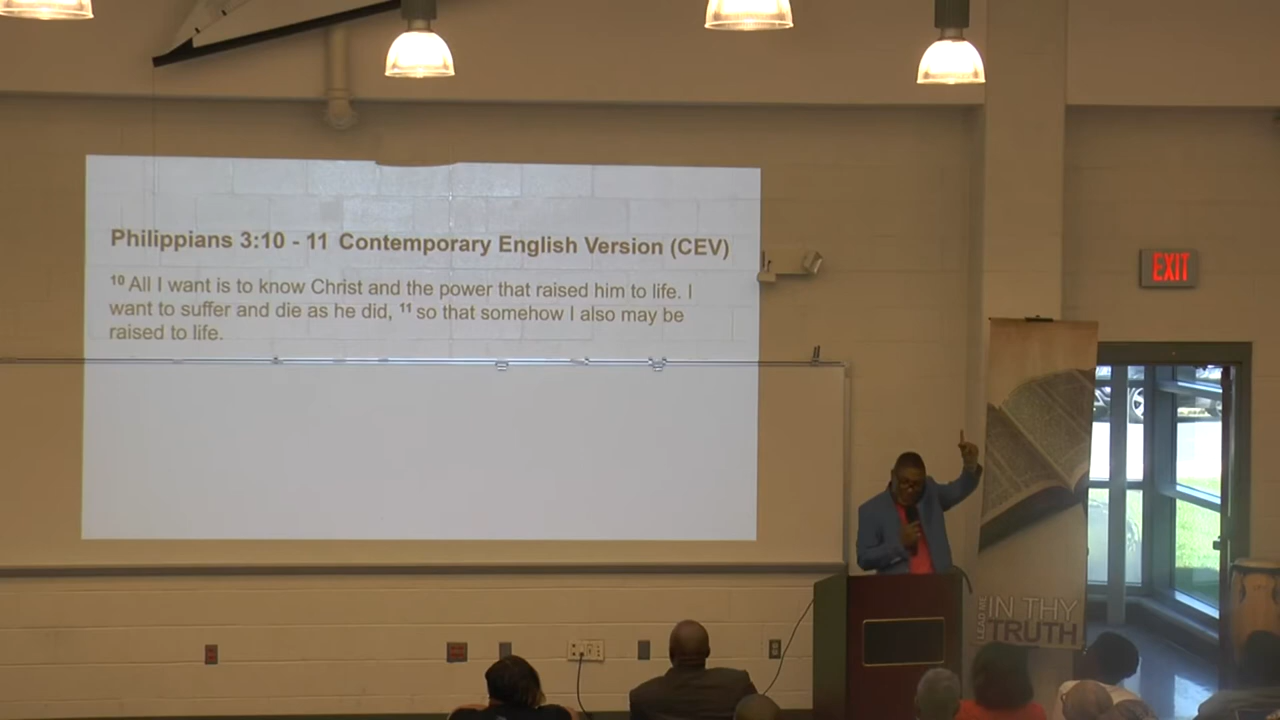 Philippians 3:10 - 11 Contemporary English Version (CEV)
10 All I want is to know Christ and the power that raised him to life. I
want to suffer and die as he did, 11 so that somehow I also may be
raised to life.
EXIT
LEAD ME
IN THY
TRUTH